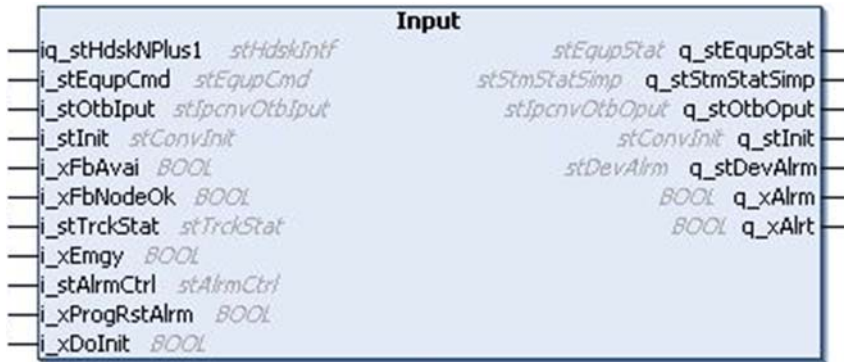 Input
iq_stHdskNPlus1 stHdskIntf stEqupStat q_stEqupStat
i_stEqupCmd stEqupCmd stStmStatSimp q_stStmStatSimp
i_stOtbIput stIpcnvOtbIput stIpcnvOtbOput q_stOtbOput
i_stInit stConvInit stConvInit q_stInit
i_xFbAvai BOOL stDevAlrm q_stDevAlrm
i_xFbNodeOk BOOL BOOL q_xAlrm
i_stTrckStat stTrckStat BOOL q_xAlrt
i_xEmgy BOOL
i_stAlrmCtrl stAlrmCtrl
i_xProgRstAlrm BOOL
i_xDoInit BOOL